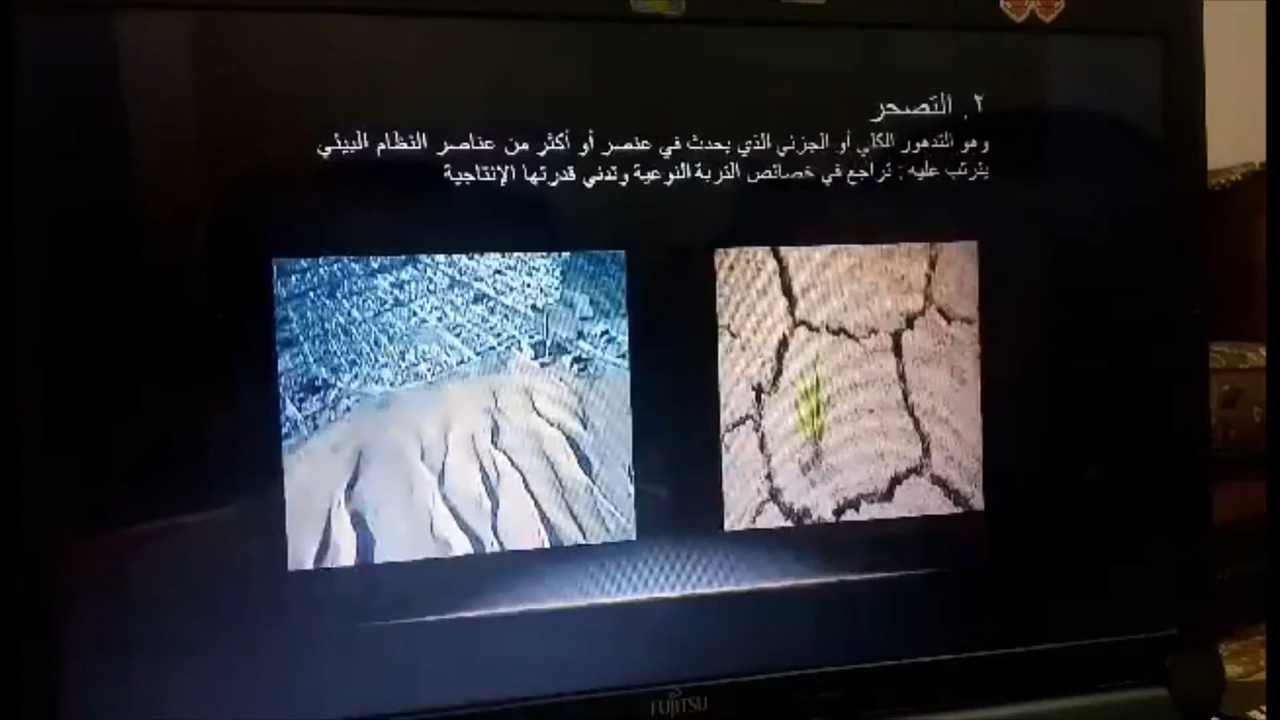 ٢. التصحر
وهو التدهور الكلي أو الجزئي الذي يحدث في عنصر أو أكثر من عناصر النظام البيئي
يترتب عليه : تراجع في خصائص التربة النوعية وتدني قدرتها الإنتاجية
FUJITSU